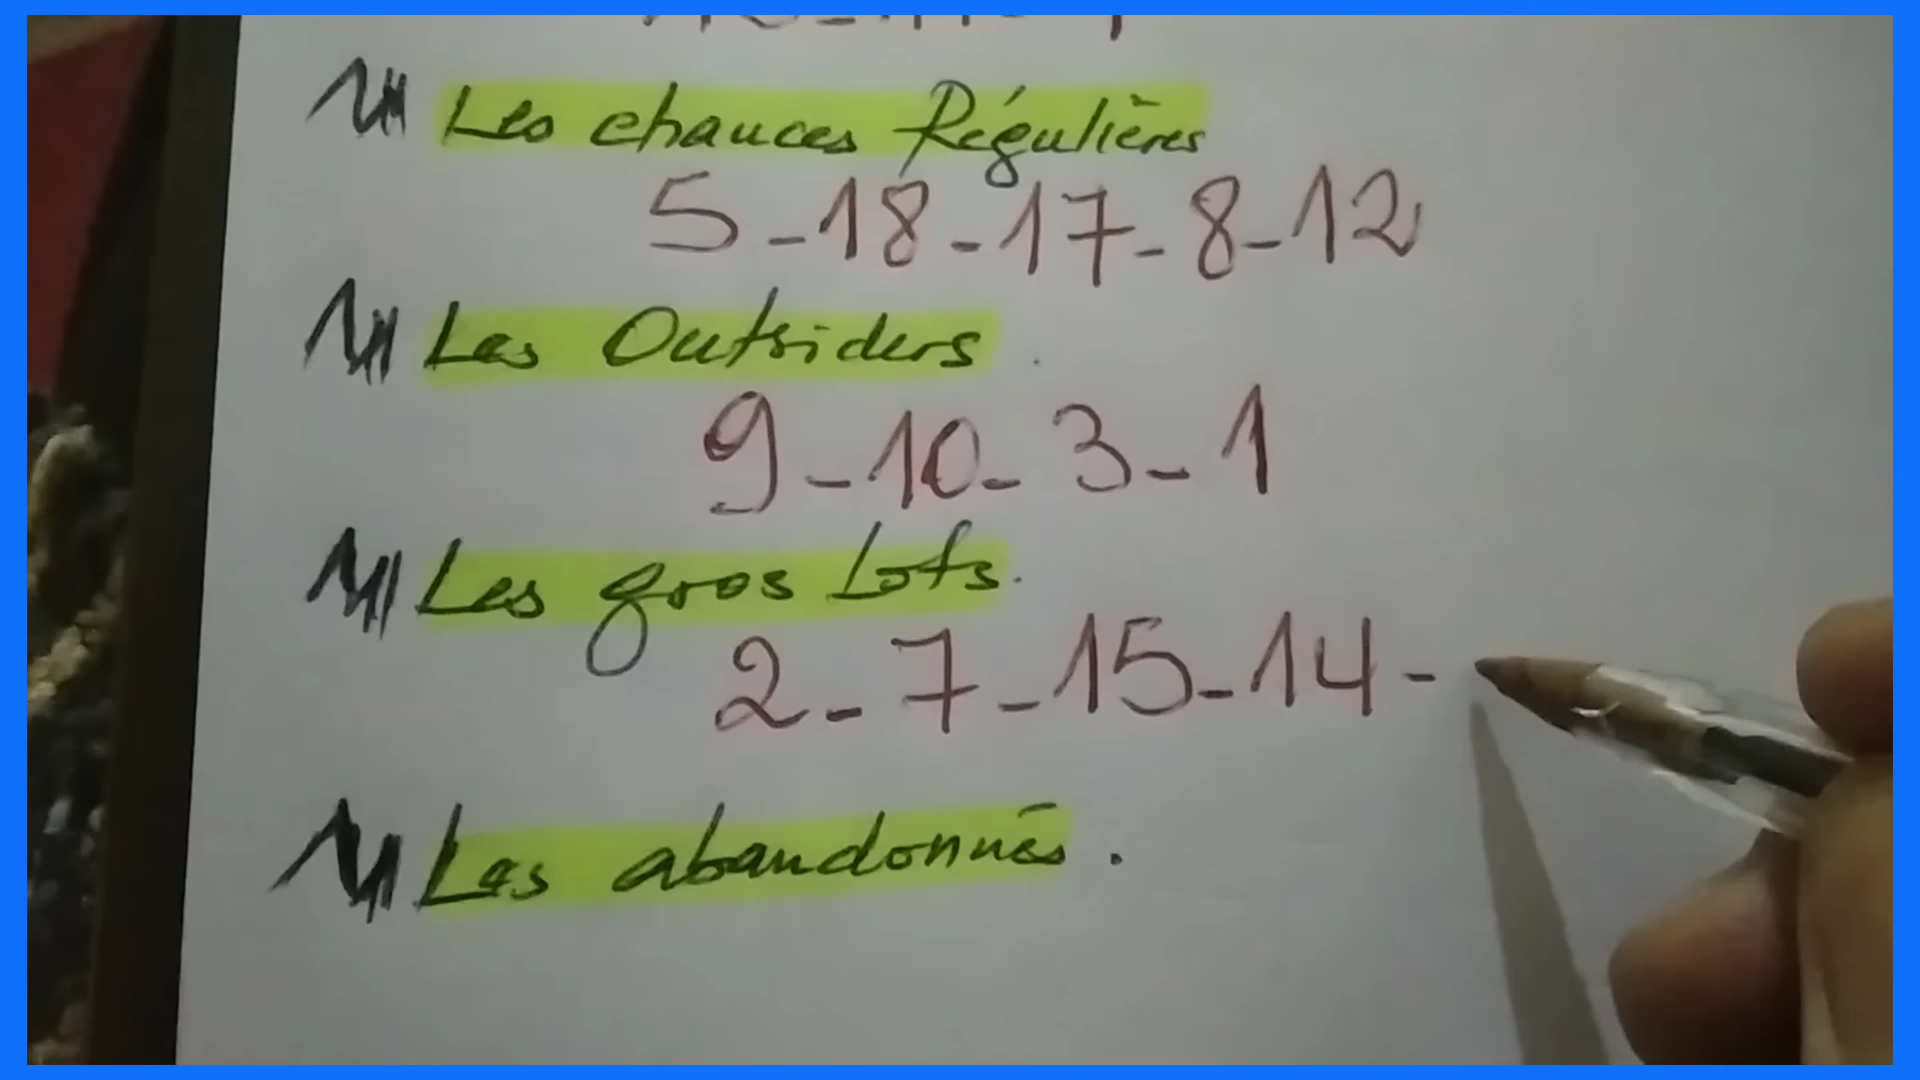 Les chances Régulières
5-18-17-8-12
Les Outsiders.
9-10-3-1
Les gros Lots.
2-7-15-14-
Les abandonnés.